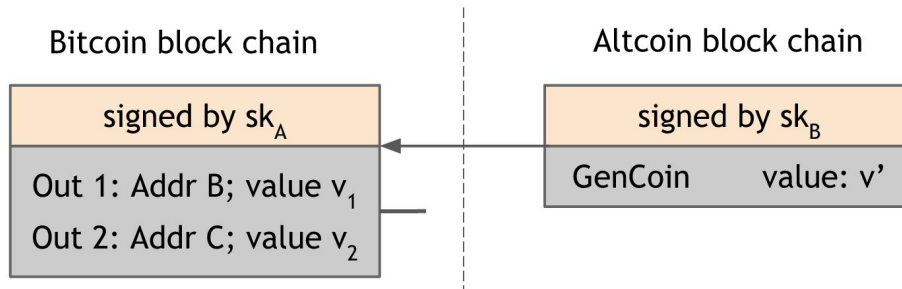 Bitcoin block chain
signed by sk_A
Out 1: Addr B; value v_1
Out 2: Addr C; value v_2
Altcoin block chain
signed by sk_B
GenCoin value: v’